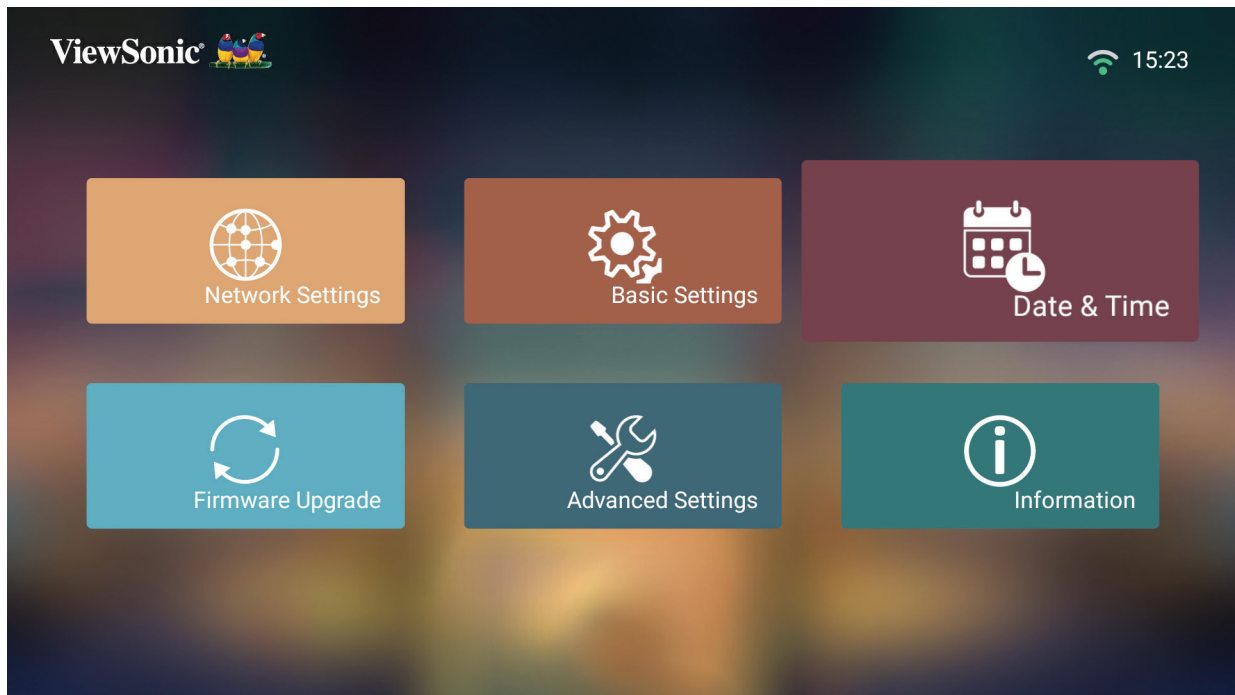 ViewSonic®
15:23
Network Settings
Basic Settings
Date & Time
Firmware Upgrade
Advanced Settings
Information